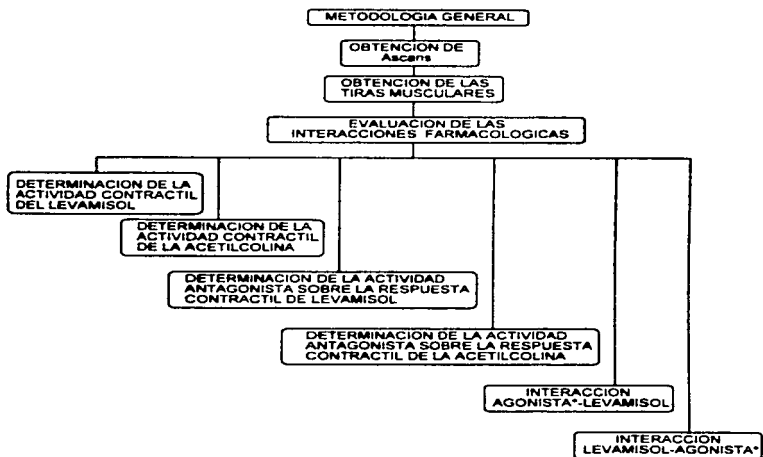 METODOLOGIA GENERAL
OBTENCION DE
Ascaris
OBTENCION DE LAS
TIRAS MUSCULARES
EVALUACION DE LAS
INTERACCIONES FARMACOLOGICAS
DETERMINACION DE LA
ACTIVIDAD CONTRACTIL
DEL LEVAMISOL
DETERMINACION DE LA
ACTIVIDAD CONTRACTIL
DE LA ACETILCOLINA
DETERMINACION DE LA ACTIVIDAD
ANTAGONISTA SOBRE LA RESPUESTA
CONTRACTIL DE LEVAMISOL
DETERMINACION DE LA ACTIVIDAD
ANTAGONISTA SOBRE LA RESPUESTA
CONTRACTIL DE LA ACETILCOLINA
INTERACCION
AGONISTA*-LEVAMISOL
INTERACCION
LEVAMISOL-AGONISTA*